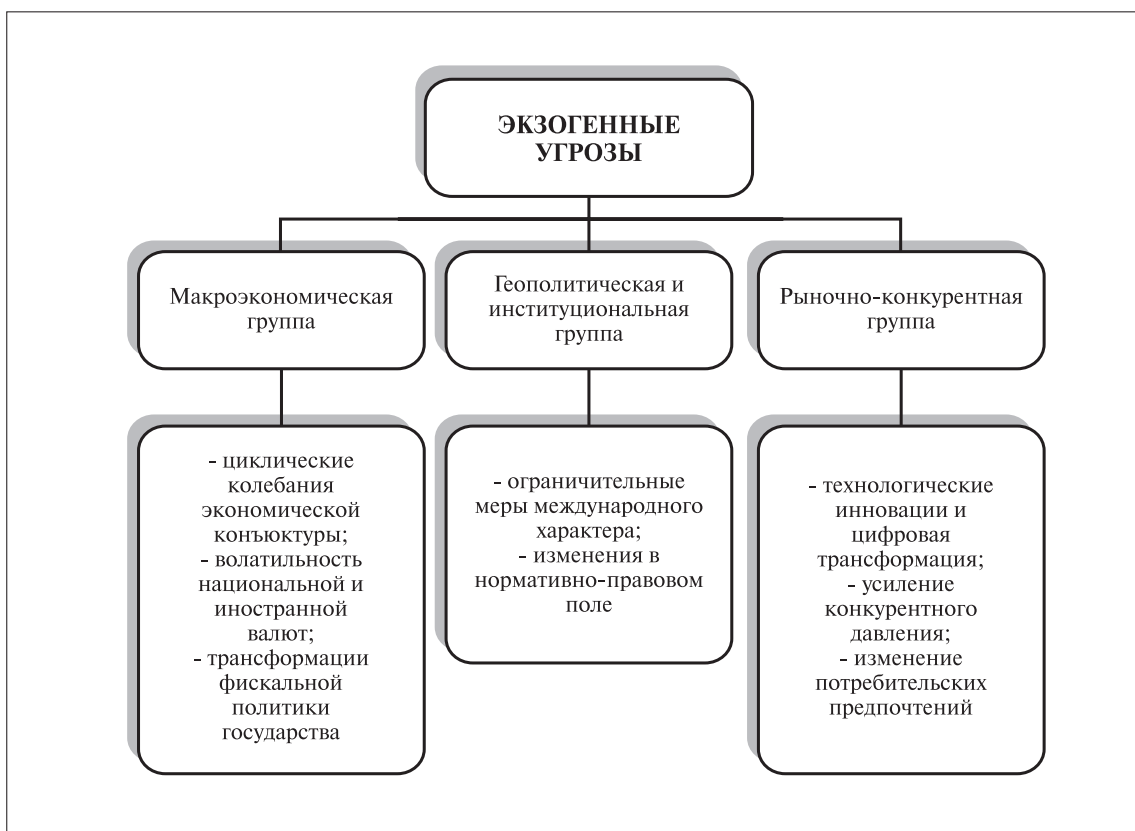 ЭКЗОГЕННЫЕ
УГРОЗЫ
Макроэкономическая
группа
Геополитическая и
институциональная
группа
Рыночно-конкурентная
группа
- циклические
колебания
экономической
конъюктуры;
- волатильность
национальной и
иностранной
валют;
- трансформации
фискальной
политики
государства
- ограничительные
меры международного
характера;
- изменения в
нормативно-правовом
поле
- технологические
инновации и
цифровая
трансформация;
- усиление
конкурентного
давления;
- изменение
потребительских
предпочтений